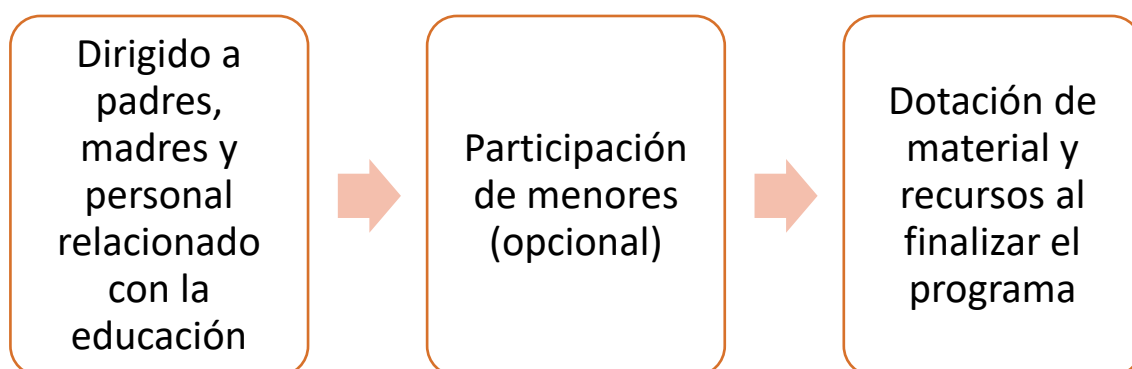 Dirigido a
padres,
madres y
personal
relacionado
con la
educación
Participación
de menores
(opcional)
Dotación de
material y
recursos al
finalizar el
programa